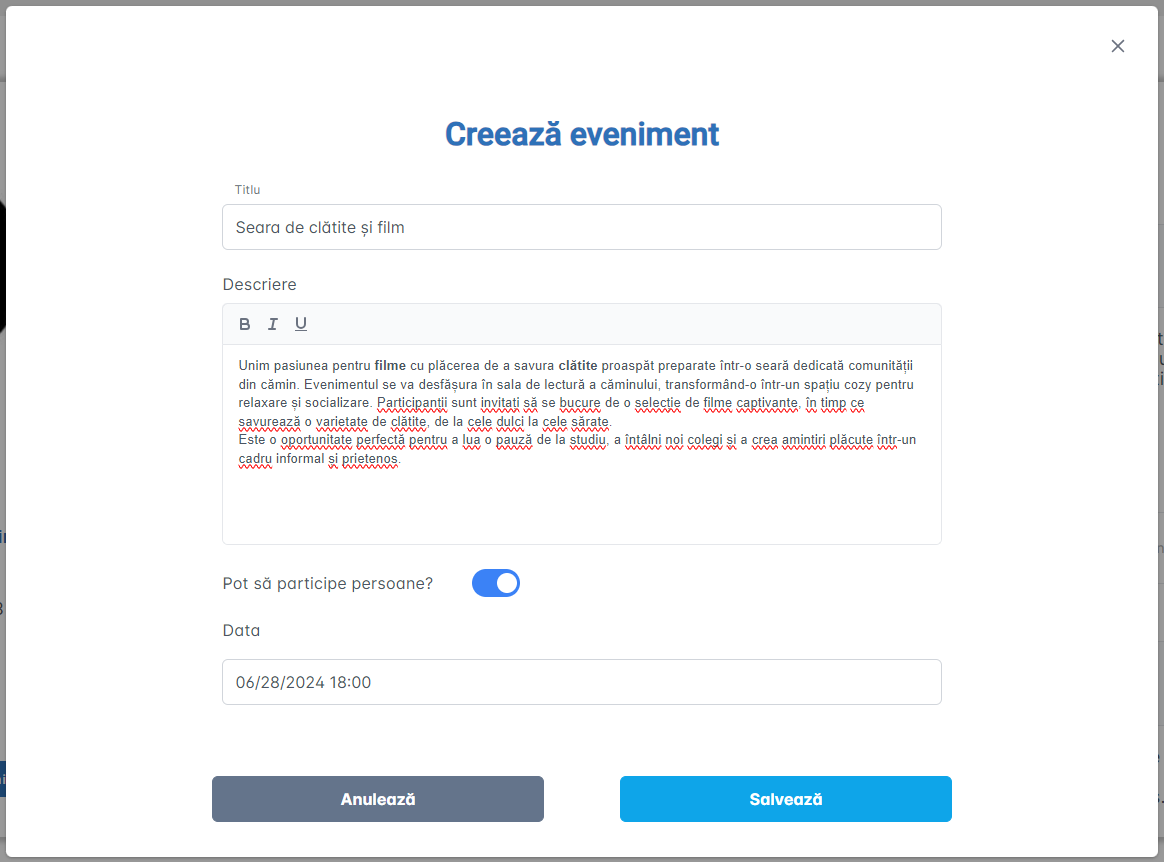 Creează eveniment
Titlu
Seara de clătite și film
Descriere
B I U
Unim pasiunea pentru filme cu plăcerea de a savura clătite proaspăt preparate într-o seară dedicată comunității
din cămin. Evenimentul se va desfășura în sala de lectură a căminului, transformând-o într-un spațiu cozy pentru
relaxare și socializare. Participanții sunt invitați să se bucure de o selecție de filme captivante, în timp ce
savurează o varietate de clătite, de la cele dulci la cele sărate.
Este o oportunitate perfectă pentru a lua o pauză de la studiu, a întâlni noi colegi și a crea amintiri plăcute într-un
cadru informal și prietenos.
Pot să participe persoane?
Data
06/28/2024 18:00
Anulează
Salvează